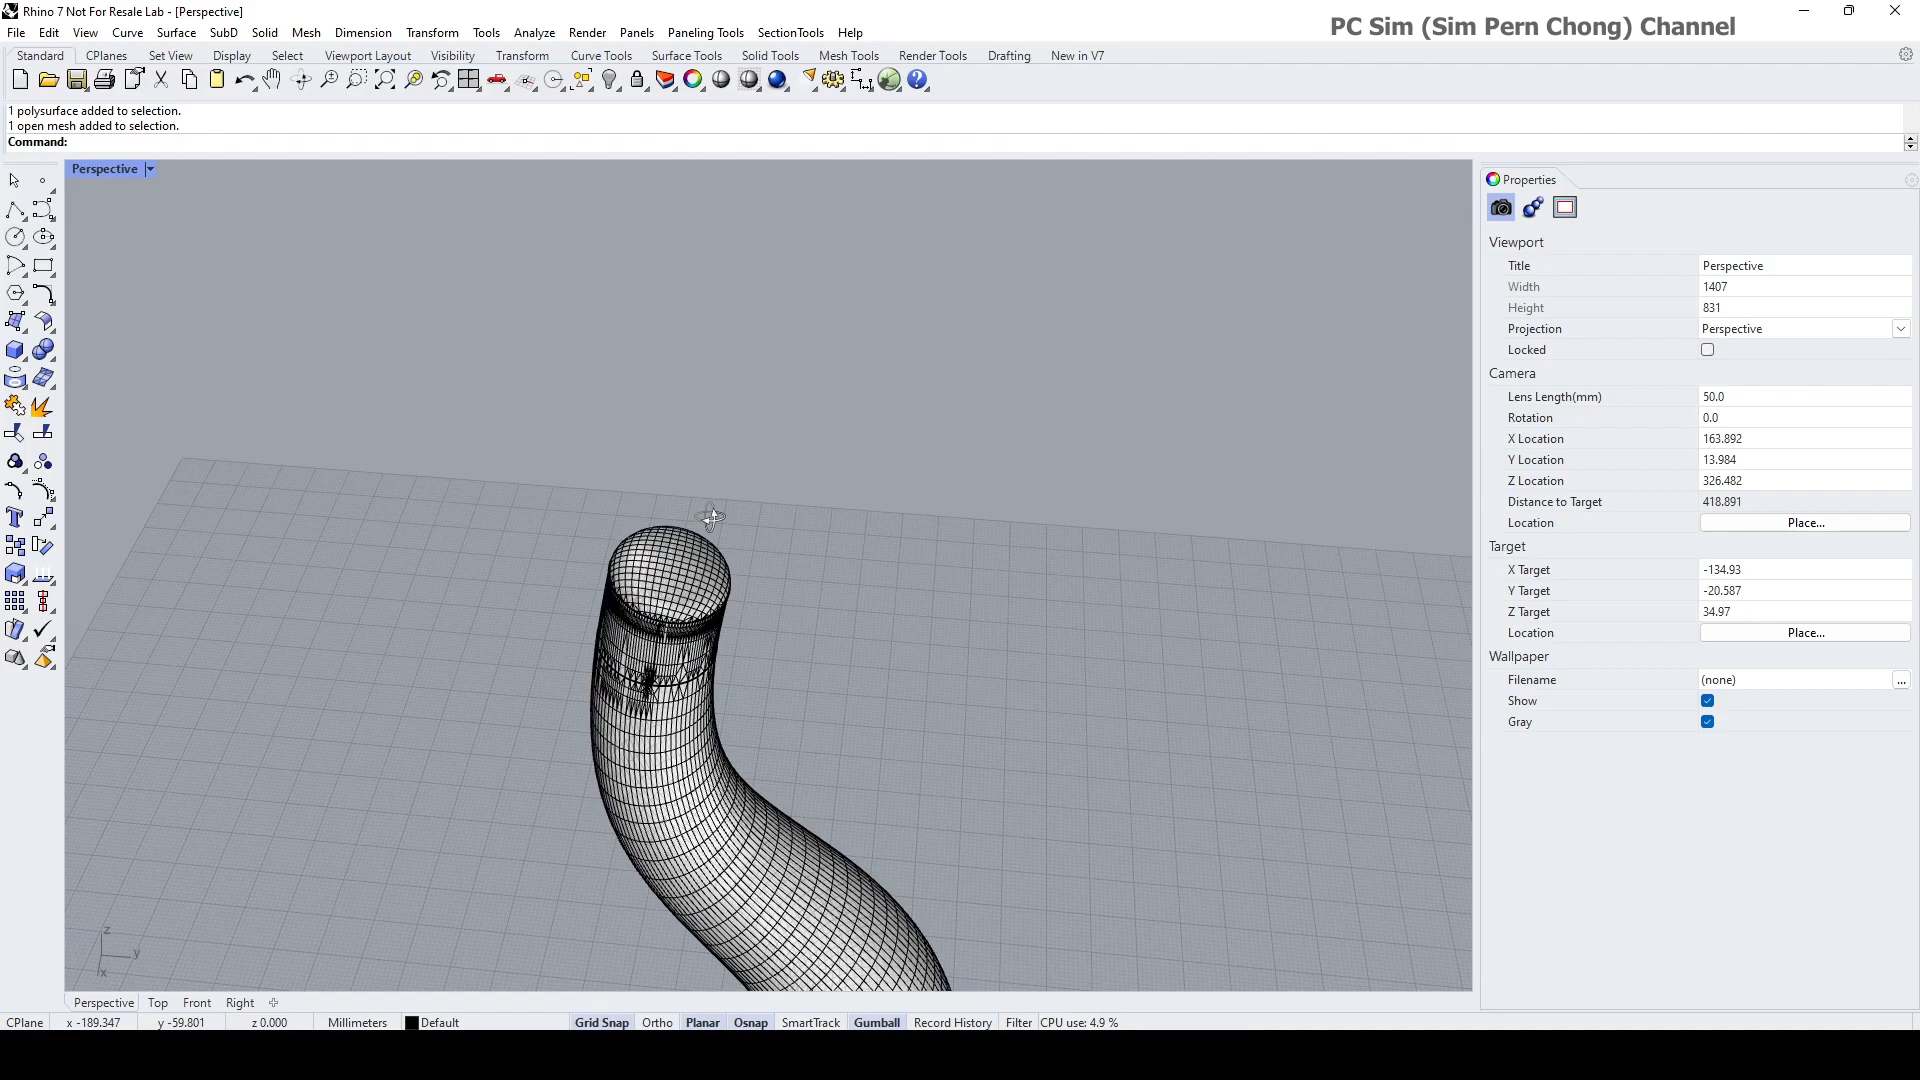 Rhino 7 Not For Resale Lab - [Perspective]
PC Sim (Sim Pern Chong) Channel
File Edit View Curve Surface SubD Solid Mesh Dimension Transform Tools Analyze Render Panels Paneling Tools SectionTools Help
Standard CPlanes Set View Display Select Viewport Layout Visibility Transform Curve Tools Surface Tools Solid Tools Mesh Tools Render Tools Drafting New in V7
1 polysurface added to selection.
1 open mesh added to selection.
Command:
Perspective
Properties
Viewport
Title Perspective
Width 1407
Height 831
Projection Perspective
Locked
Camera
Lens Length(mm) 50.0
Rotation 0.0
X Location 163.892
Y Location 13.984
Z Location 326.482
Distance to Target 418.891
Location Place...
Target
X Target -134.93
Y Target -20.587
Z Target 34.97
Location Place...
Wallpaper
Filename (none) ...
Show
Gray
z
y
x
Perspective Top Front Right
CPlane x -189.347 y -59.801 z 0.000 Millimeters Default Grid Snap Ortho Planar Osnap SmartTrack Gumball Record History Filter CPU use: 4.9 %